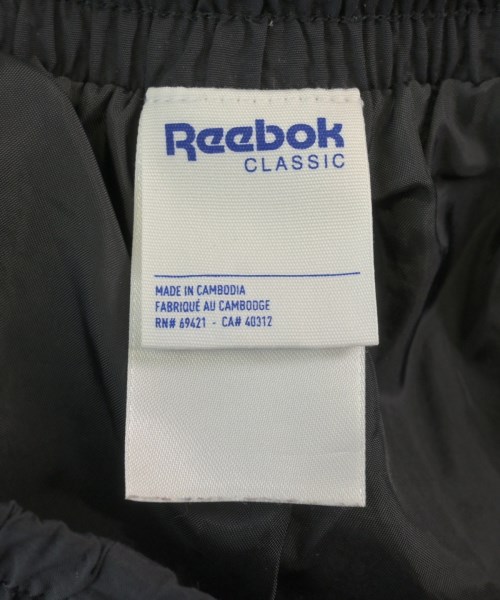 Reebok
CLASSIC
MADE IN CAMBODIA
FABRIQUÉ AU CAMBODGE
RN# 69421 - CA# 40312